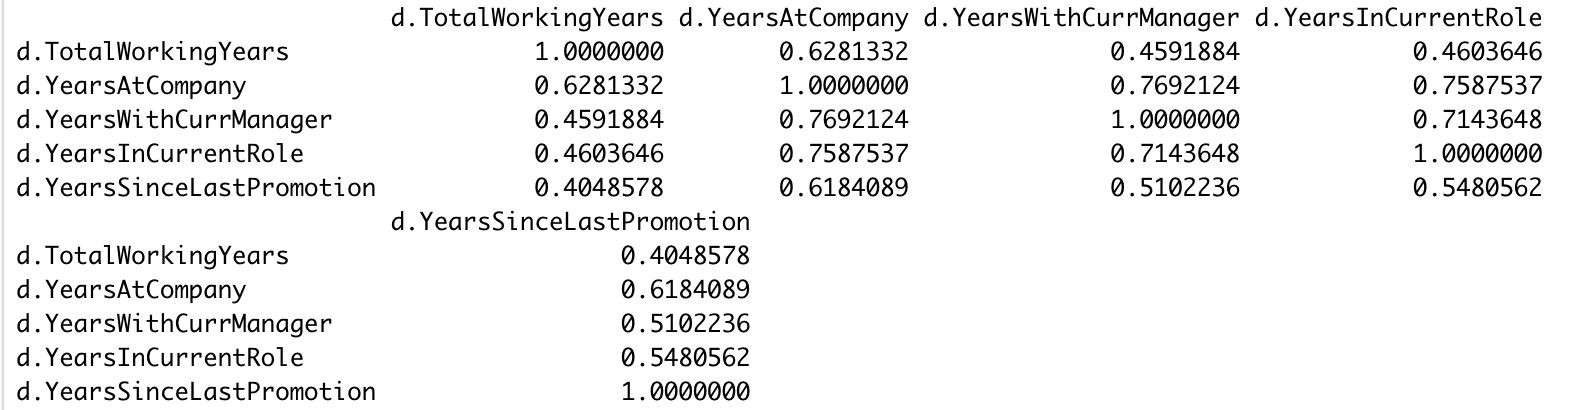 d.TotalWorkingYears d.YearsAtCompany d.YearsWithCurrManager d.YearsInCurrentRole
d.TotalWorkingYears 1.0000000 0.6281332 0.4591884 0.4603646
d.YearsAtCompany 0.6281332 1.0000000 0.7692124 0.7587537
d.YearsWithCurrManager 0.4591884 0.7692124 1.0000000 0.7143648
d.YearsInCurrentRole 0.4603646 0.7587537 0.7143648 1.0000000
d.YearsSinceLastPromotion 0.4048578 0.6184089 0.5102236 0.5480562
d.YearsSinceLastPromotion
d.TotalWorkingYears 0.4048578
d.YearsAtCompany 0.6184089
d.YearsWithCurrManager 0.5102236
d.YearsInCurrentRole 0.5480562
d.YearsSinceLastPromotion 1.0000000